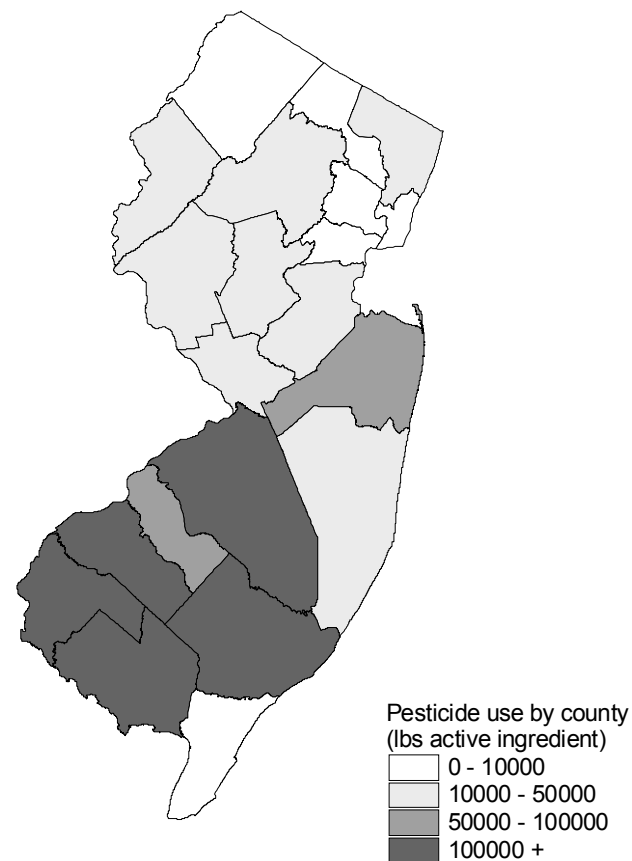 Pesticide use by county
(lbs active ingredient)
0 - 10000
10000 - 50000
50000 - 100000
100000 +